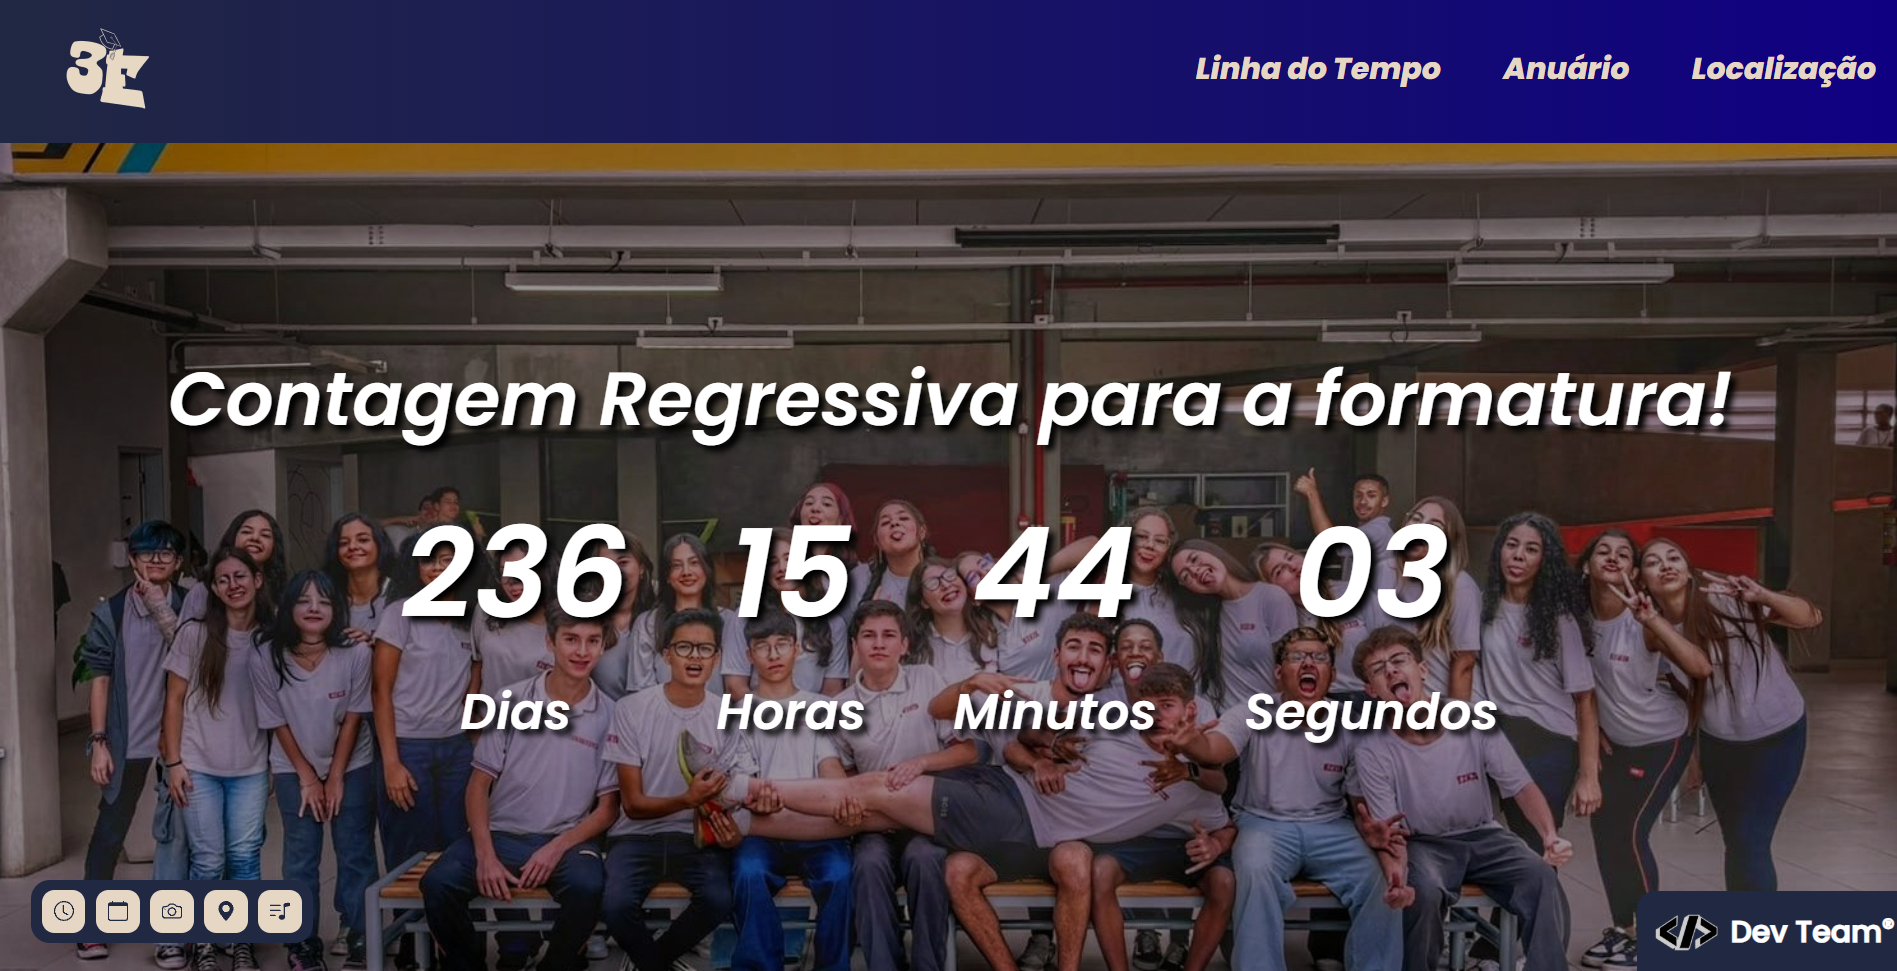 3E
Linha do Tempo Anuário Localização
Contagem Regressiva para a formatura!
236 15 44 03
Dias Horas Minutos Segundos
</> Dev Team®